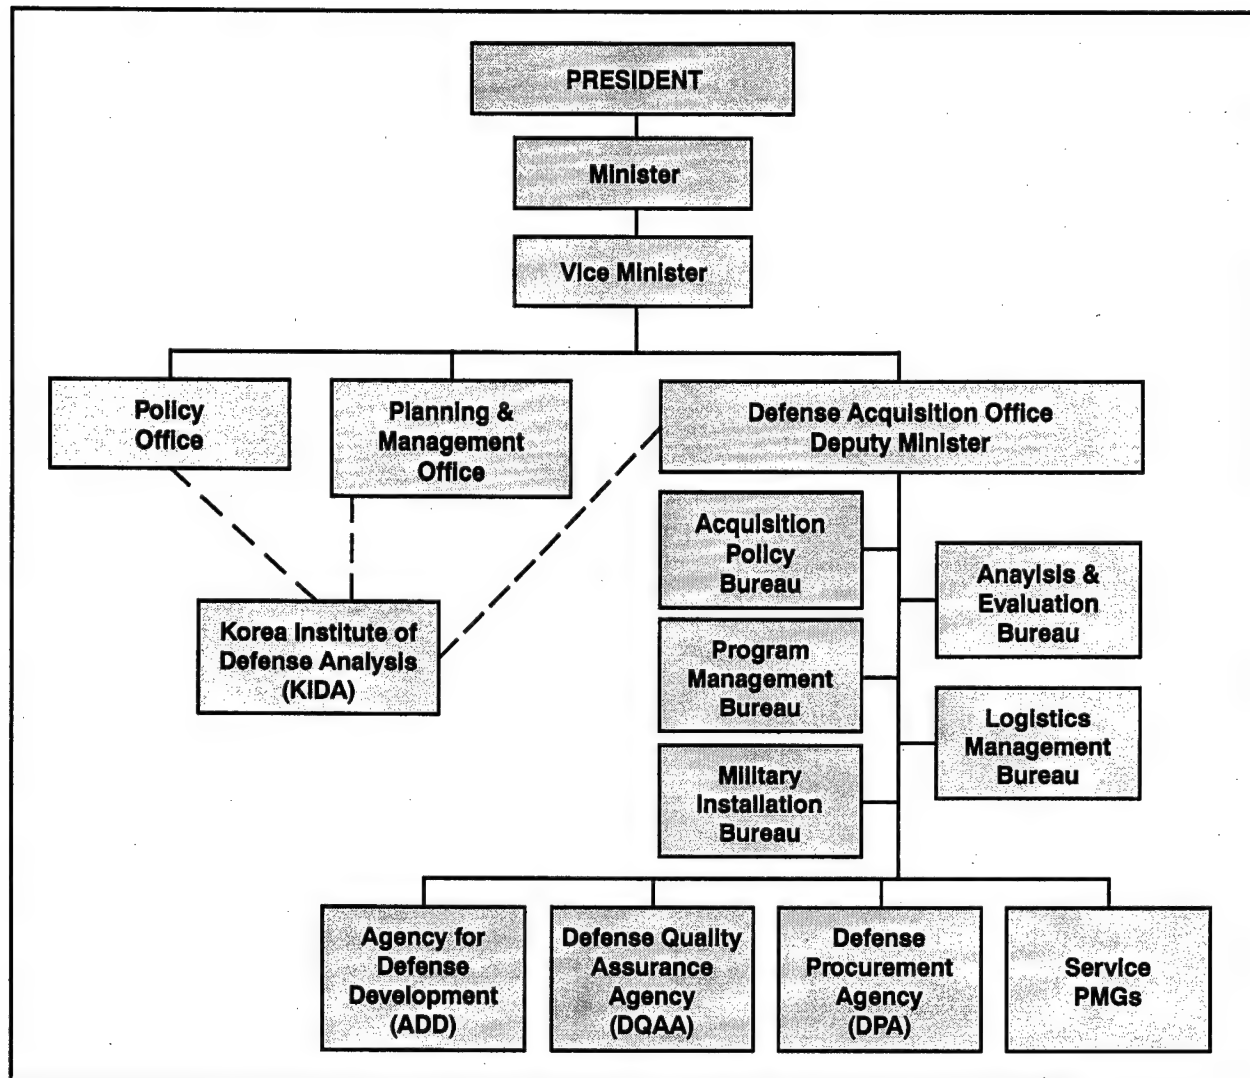 PRESIDENT
Minister
Vice Minister
Policy
Office
Planning &
Management
Office
Defense Acquisition Office
Deputy Minister
Acquisition
Policy
Bureau
Anaylsis &
Evaluation
Bureau
Korea Institute of
Defense Analysis
(KIDA)
Program
Management
Bureau
Logistics
Management
Bureau
Military
Installation
Bureau
Agency for
Defense
Development
(ADD)
Defense Quality
Assurance
Agency
(DQAA)
Defense
Procurement
Agency
(DPA)
Service
PMGs